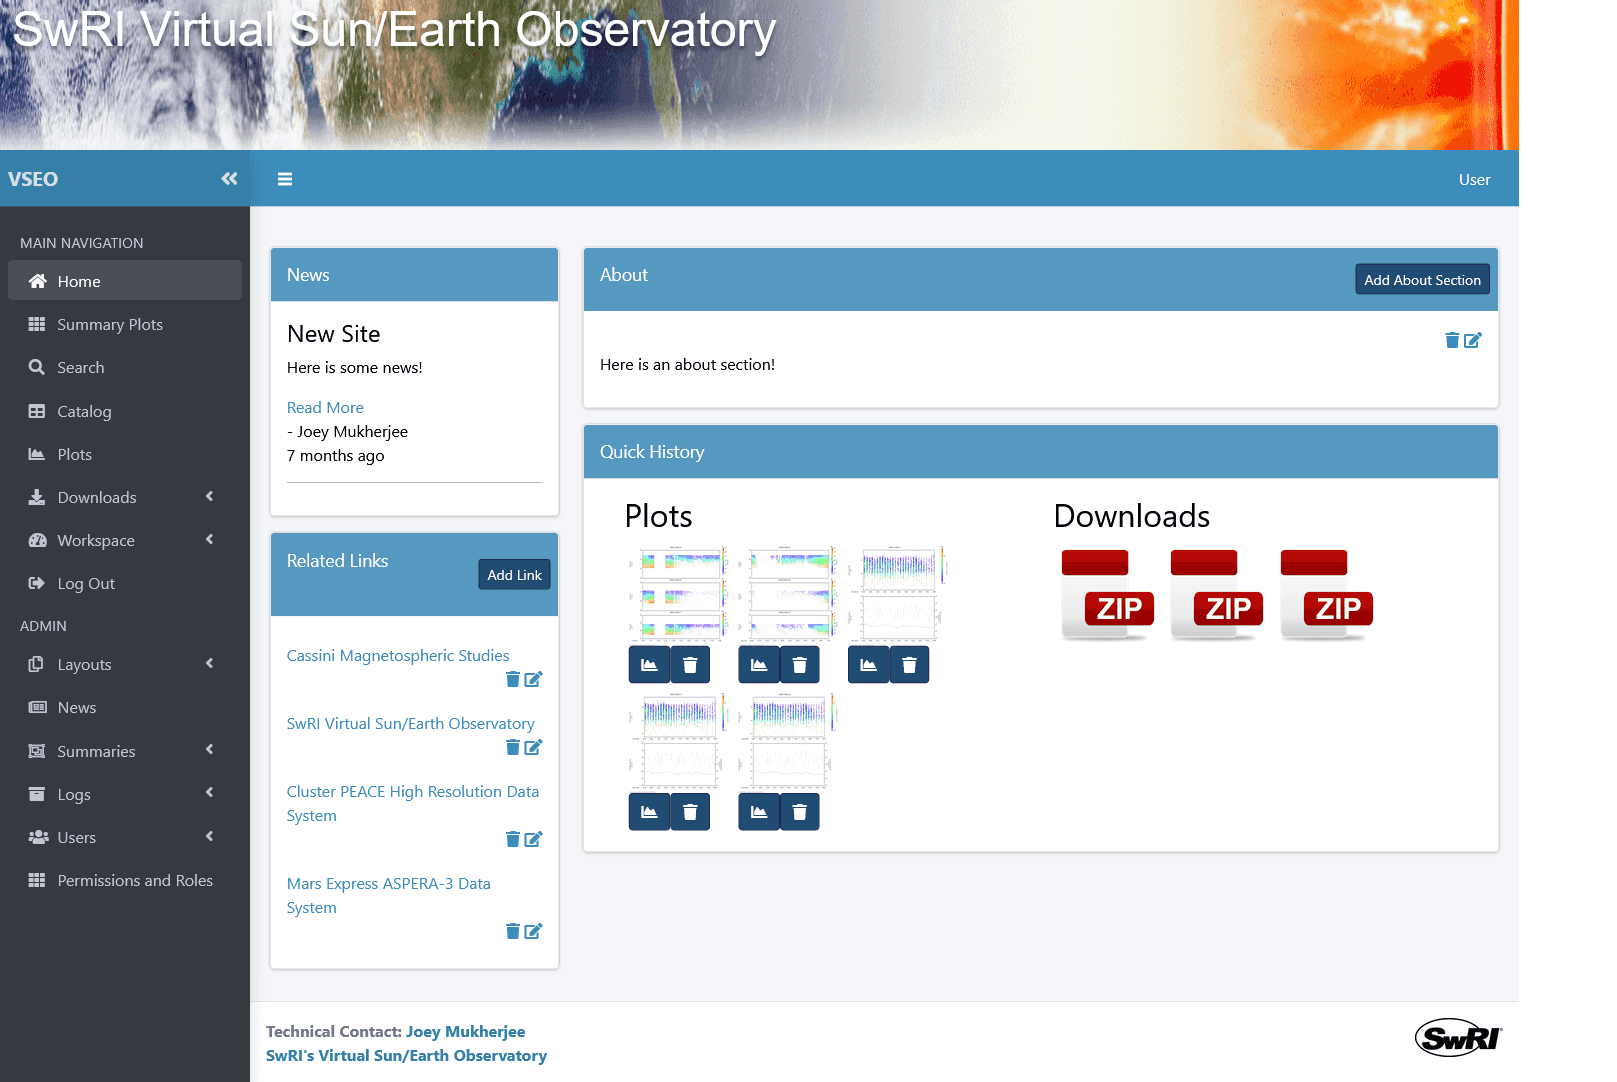 SwRI Virtual Sun/Earth Observatory
VSEO
User
MAIN NAVIGATION
Home
Summary Plots
Search
Catalog
Plots
Downloads
Workspace
Log Out
ADMIN
Layouts
News
Summaries
Logs
Users
Permissions and Roles
News
New Site
Here is some news!
Read More
- Joey Mukherjee
7 months ago
Related Links
Add Link
Cassini Magnetospheric Studies
SwRI Virtual Sun/Earth Observatory
Cluster PEACE High Resolution Data
System
Mars Express ASPERA-3 Data
System
About
Add About Section
Here is an about section!
Quick History
Plots
Downloads
ZIP
ZIP
ZIP
Technical Contact: Joey Mukherjee
SwRI's Virtual Sun/Earth Observatory
SwRI